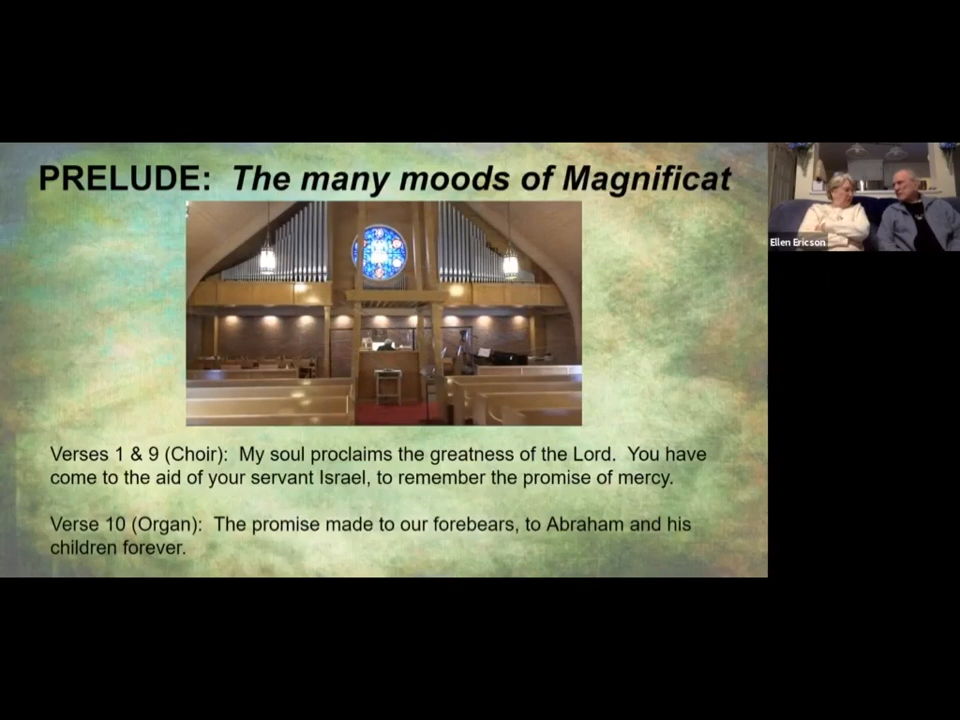 PRELUDE: The many moods of Magnificat
Ellen Ericson
Verses 1 & 9 (Choir): My soul proclaims the greatness of the Lord. You have
come to the aid of your servant Israel, to remember the promise of mercy.
Verse 10 (Organ): The promise made to our forebears, to Abraham and his
children forever.